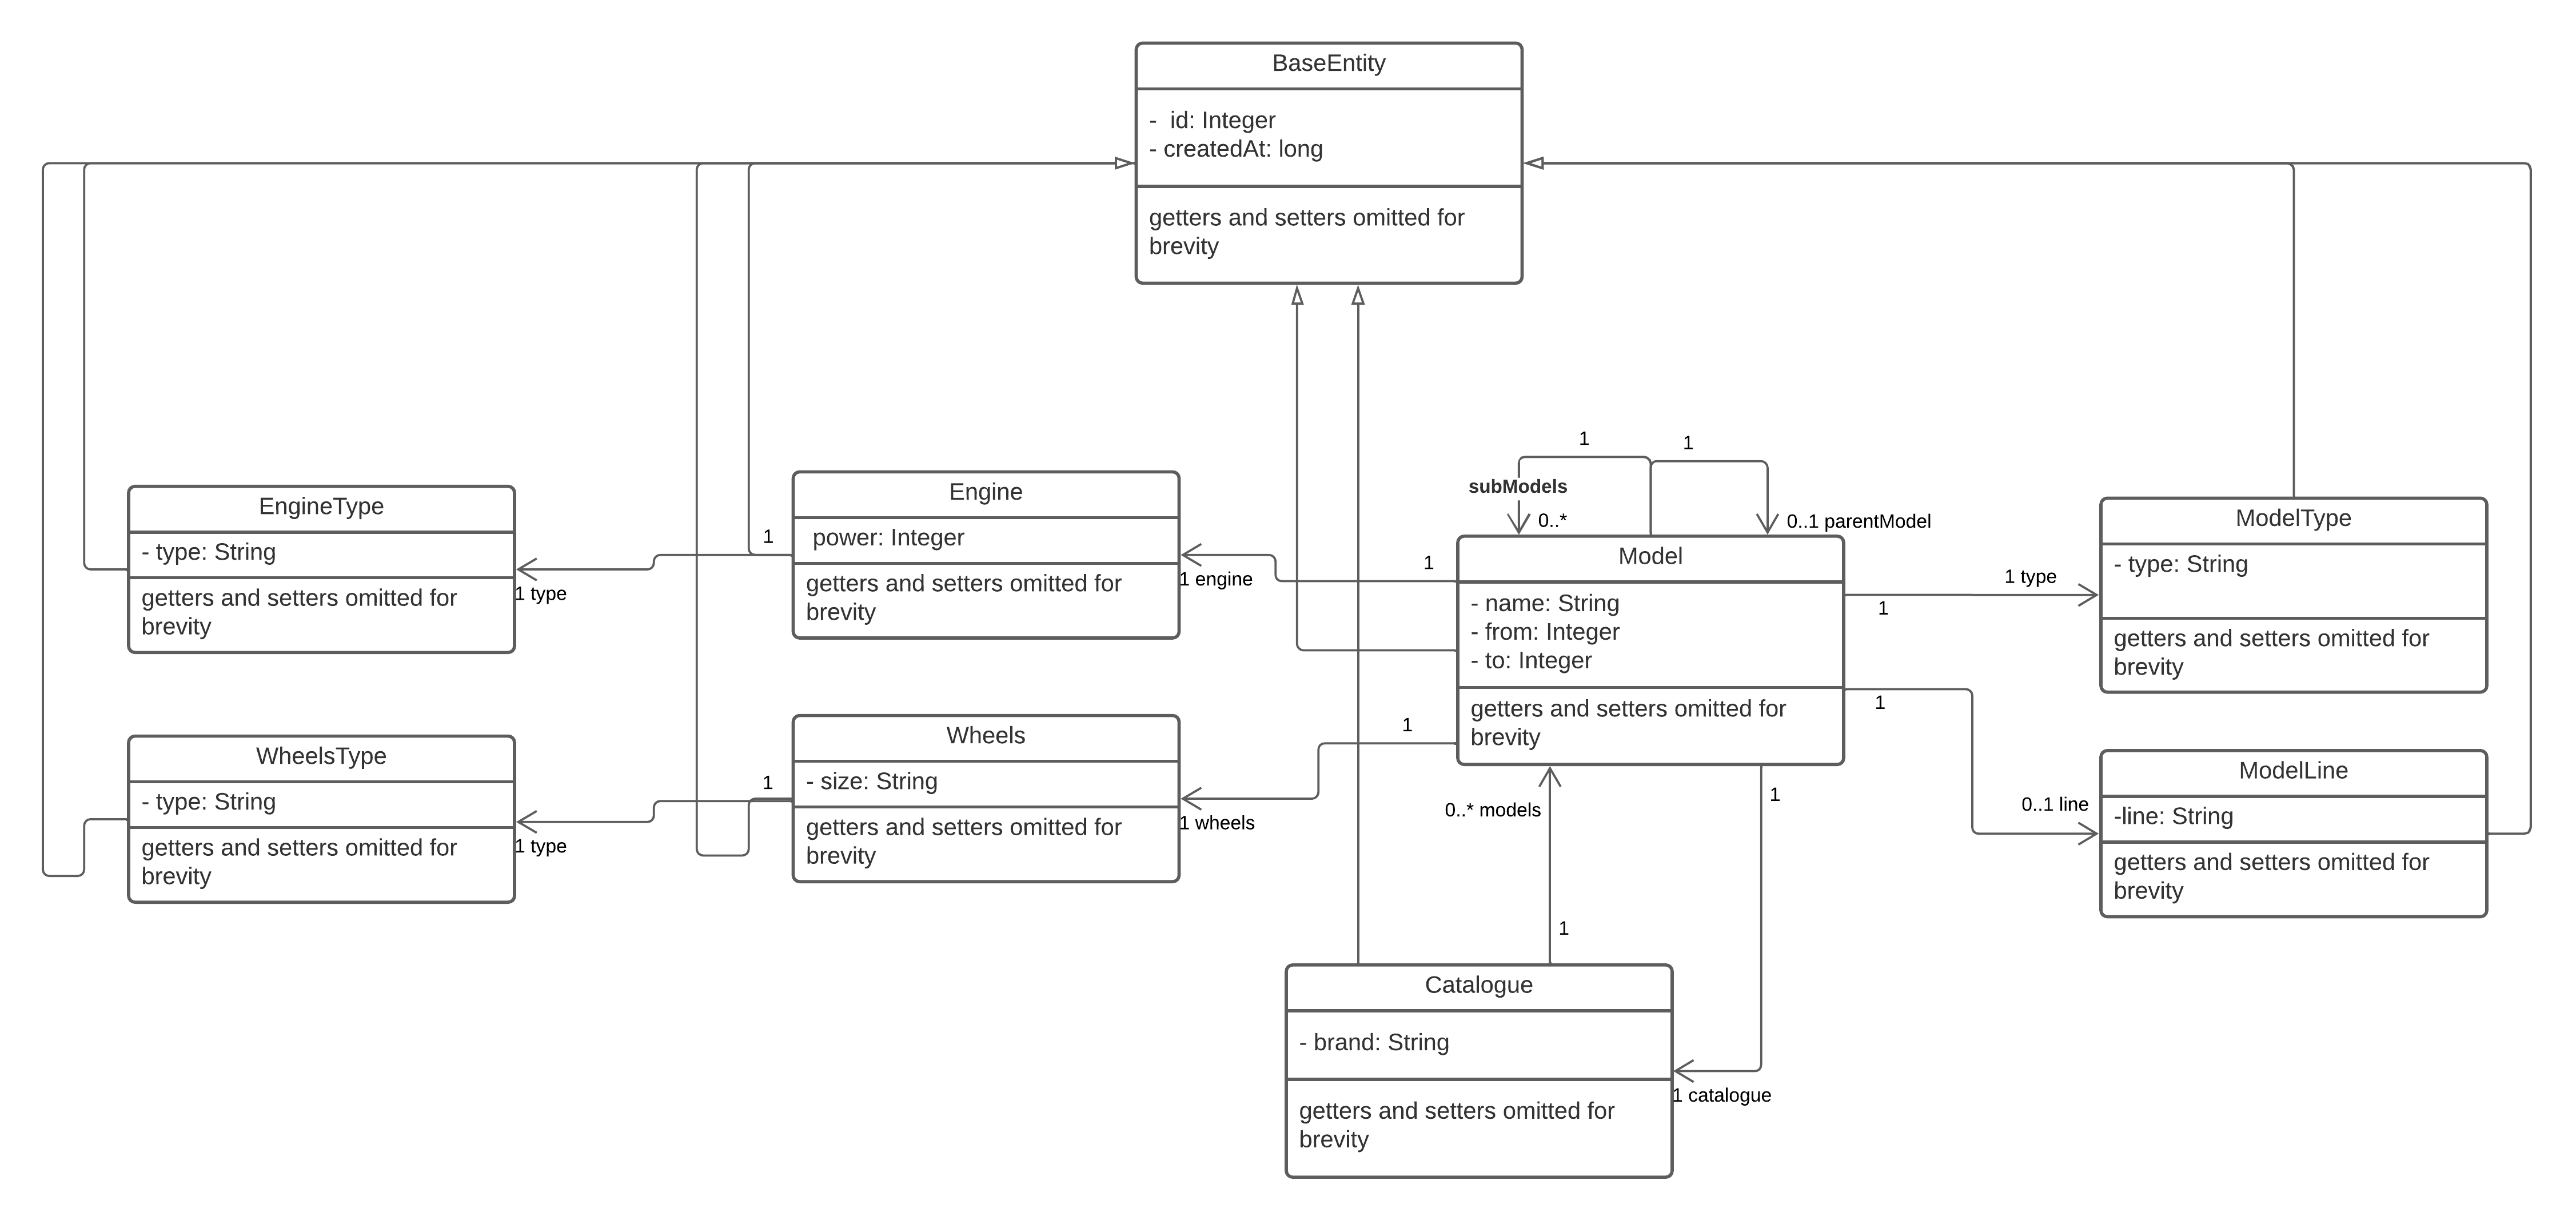 BaseEntity
-  id: Integer
- createdAt: long
getters and setters omitted for
brevity
EngineType
- type: String
getters and setters omitted for
brevity
1
1 type
Engine
power: Integer
getters and setters omitted for
brevity
1
1 engine
1
1
subModels
0..*
0..1 parentModel
Model
- name: String
- from: Integer
- to: Integer
getters and setters omitted for
brevity
1 type
1
ModelType
- type: String
getters and setters omitted for
brevity
WheelsType
- type: String
getters and setters omitted for
brevity
1
1 type
Wheels
- size: String
getters and setters omitted for
brevity
1
1 wheels
1
0..1 line
ModelLine
-line: String
getters and setters omitted for
brevity
0..* models
1
1
1 catalogue
Catalogue
- brand: String
getters and setters omitted for
brevity